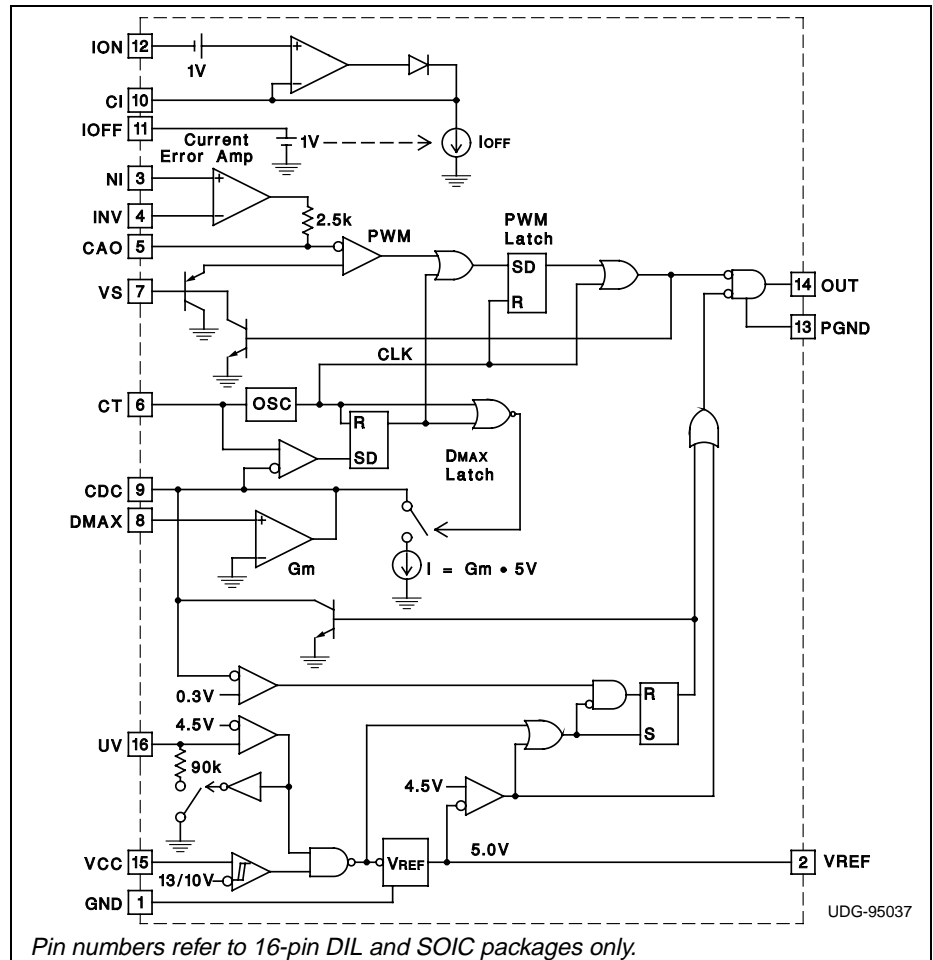 ION 12
1V
CI 10
IOFF 11
1V
IOFF
Current
Error Amp
NI 3
INV 4
2.5k
CAO 5
PWM
PWM
Latch
SD
R
VS 7
14 OUT
13 PGND
CLK
CT 6
OSC
R
SD
DMAX
Latch
CDC 9
DMAX 8
Gm
I = Gm • 5V
0.3V
R
S
4.5V
UV 16
90k
4.5V
VCC 15
13/10V
VREF
5.0V
2 VREF
GND 1
UDG-95037
Pin numbers refer to 16-pin DIL and SOIC packages only.